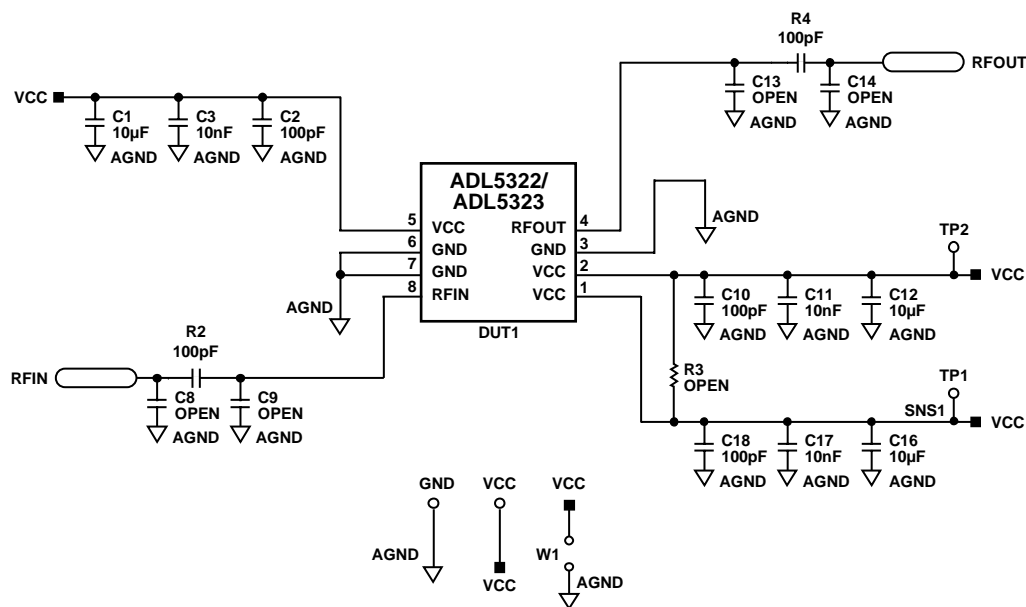 R4
100pF
RFOUT
C13
OPEN
AGND
C14
OPEN
AGND
VCC
C1
10µF
AGND
C3
10nF
AGND
C2
100pF
AGND
ADL5322/
ADL5323
5
VCC
6
GND
7
GND
8
RFIN
RFOUT
4
GND
3
VCC
2
VCC
1
DUT1
AGND
AGND
TP2
VCC
C10
100pF
AGND
C11
10nF
AGND
C12
10µF
AGND
R2
100pF
RFIN
C8
OPEN
AGND
C9
OPEN
AGND
R3
OPEN
TP1
SNS1
VCC
C18
100pF
AGND
C17
10nF
AGND
C16
10µF
AGND
GND
AGND
VCC
VCC
VCC
W1
AGND